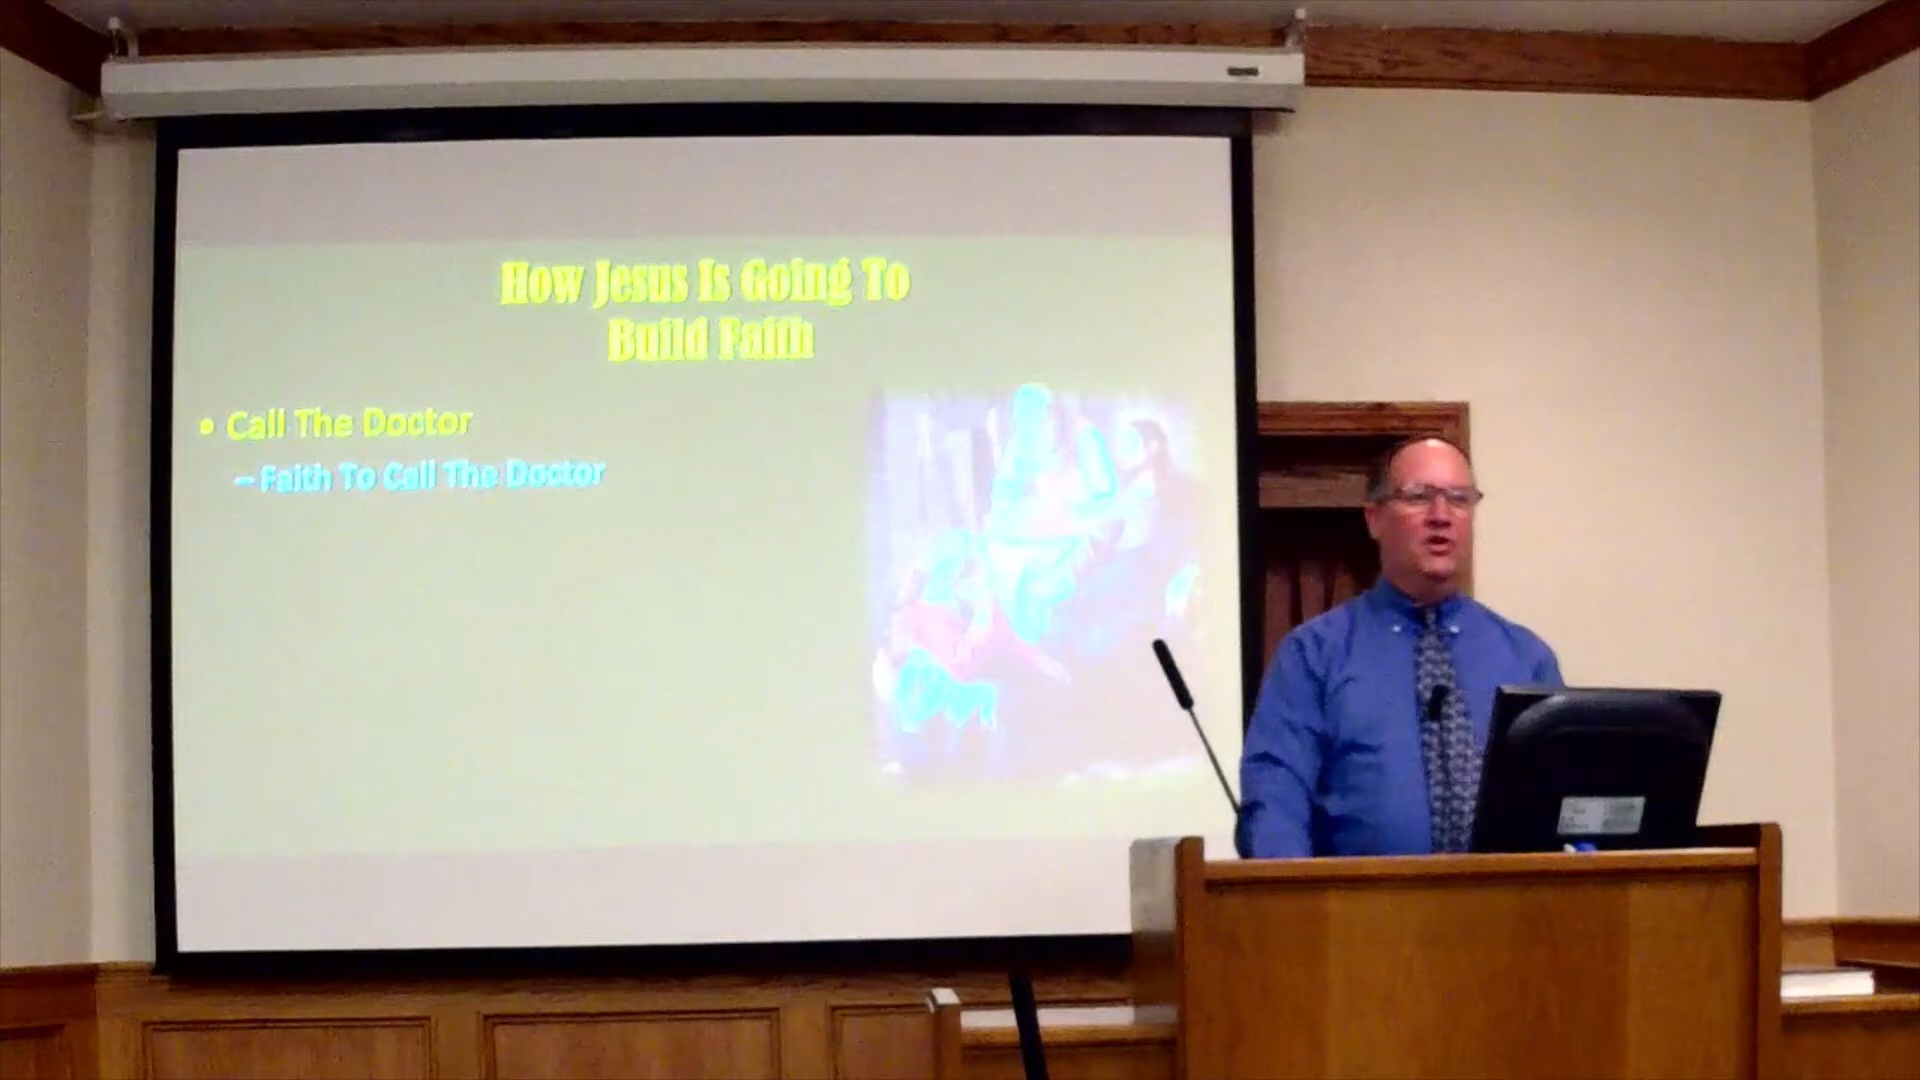 How Jesus Is Going To
Build Faith
• Call The Doctor
– Faith To Call The Doctor